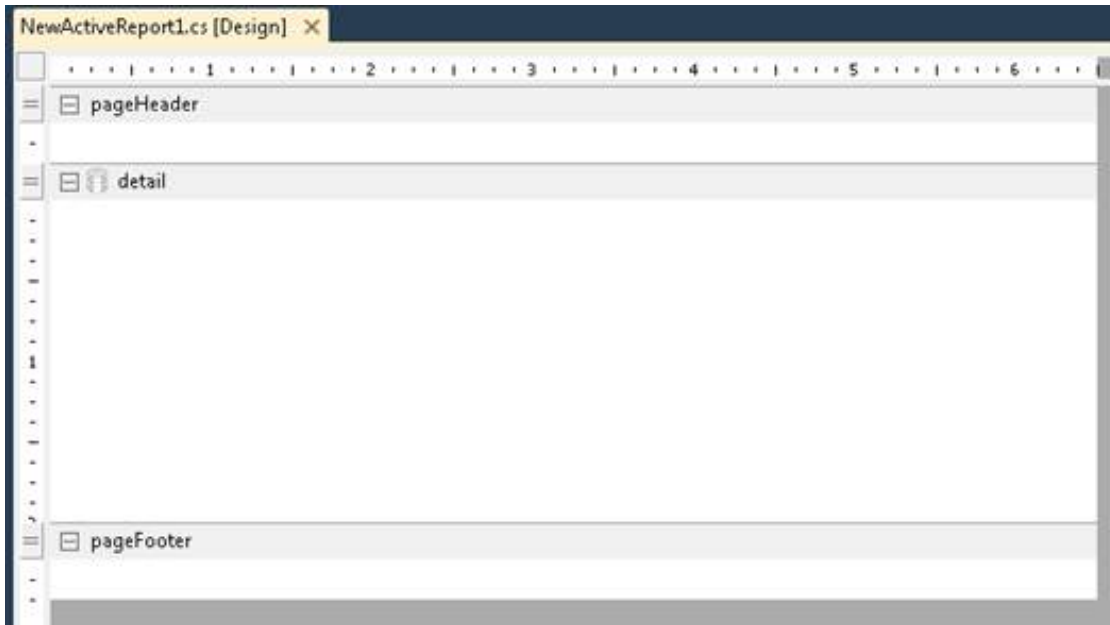 NewActiveReport1.cs [Design]
1 2 3 4 5 6
pageHeader
detail
1
pageFooter